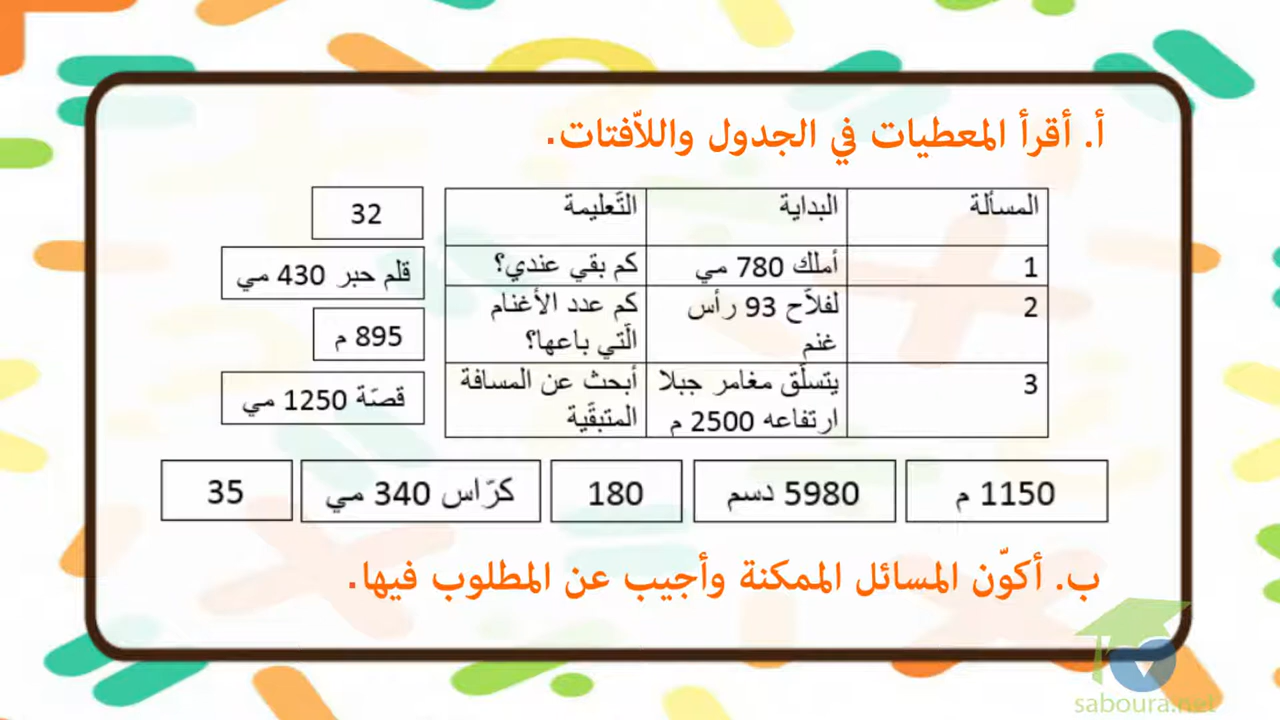 أ. أقرأ المعطيات في الجدول واللاّفتات.
المسألة البداية التّعليمة
1 أملك 780 مي كم بقي عندي؟
2 لفلاّح 93 رأس غنم كم عدد الأغنام الّتي باعها؟
3 يتسلّق مغامر جبلا ارتفاعه 2500 م أبحث عن المسافة المتبقّية
32
قلم حبر 430 مي
895 م
قصّة 1250 مي
1150 م
5980 دسم
180
كرّاس 340 مي
35
ب. أكوّن المسائل الممكنة وأجيب عن المطلوب فيها.
saboura.net